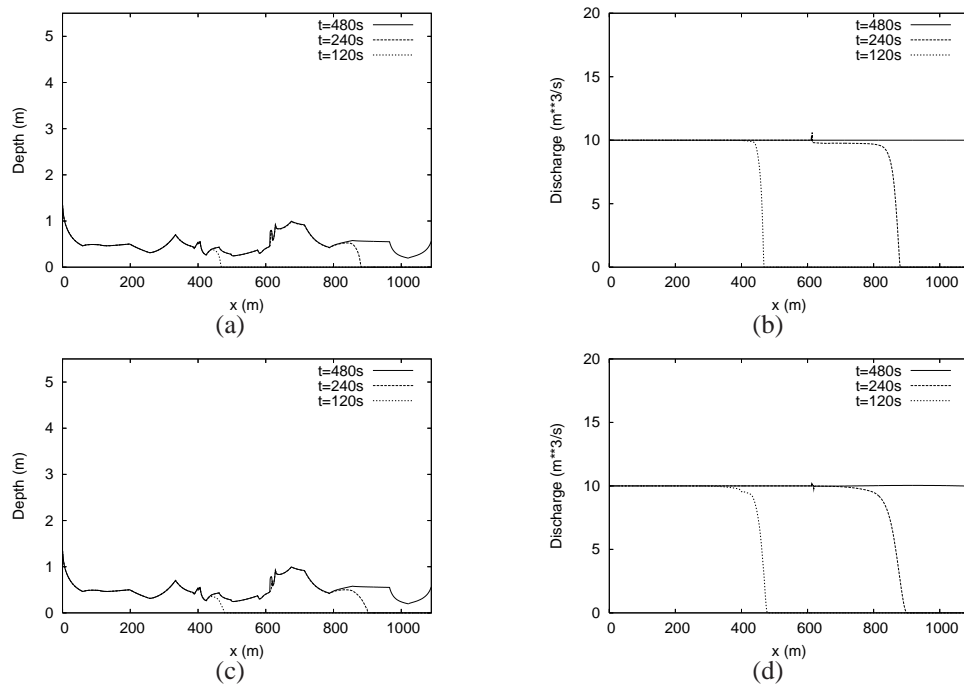 5
4
3
2
1
0
Depth (m)
t=480s
t=240s
t=120s
0 200 400 600 800 1000
x (m)
(a)
20
15
10
5
0
Discharge (m**3/s)
t=480s
t=240s
t=120s
0 200 400 600 800 1000
x (m)
(b)
5
4
3
2
1
0
Depth (m)
t=480s
t=240s
t=120s
0 200 400 600 800 1000
x (m)
(c)
20
15
10
5
0
Discharge (m**3/s)
t=480s
t=240s
t=120s
0 200 400 600 800 1000
x (m)
(d)